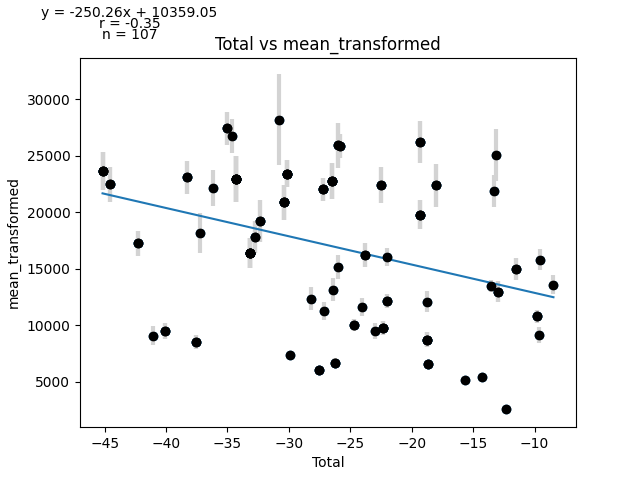 y = -250.26x + 10359.05
r = -0.35
n = 107
Total vs mean_transformed
30000
25000
20000
15000
10000
5000
mean_transformed
−45 −40 −35 −30 −25 −20 −15 −10
Total